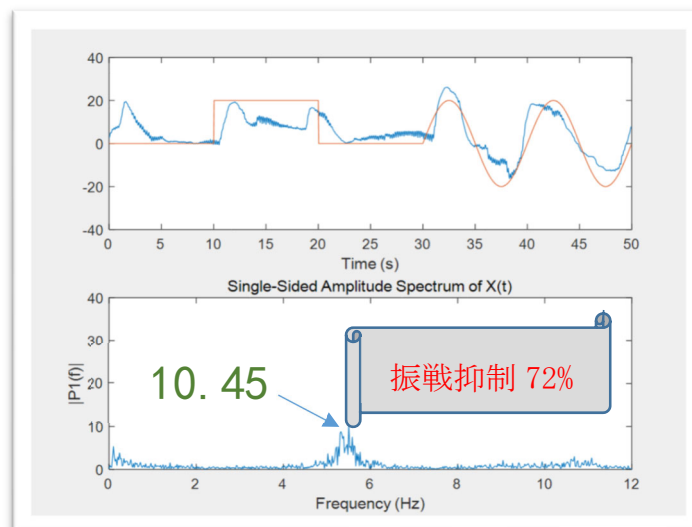 40
20
0
-20
-40
0 5 10 15 20 25 30 35 40 45 50
Time (s)
Single-Sided Amplitude Spectrum of X(t)
40
30
20
10
0
|P1(f)|
10.45
振戦抑制 72%
0 2 4 6 8 10 12
Frequency (Hz)